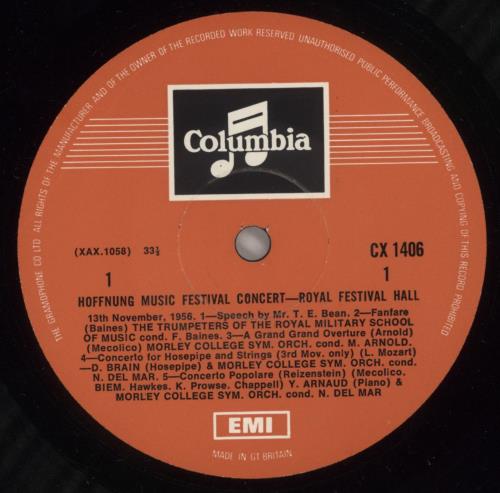 THE GRAMOPHONE CO LTD ALL RIGHTS OF THE MANUFACTURER AND OF THE OWNER OF THE RECORDED WORK RESERVED UNAUTHORISED PUBLIC PERFORMANCE BROADCASTING AND COPYING OF THIS RECORD PROHIBITED
Columbia
(XAX.1058) 33⅓ CX 1406
1 1
HOFFNUNG MUSIC FESTIVAL CONCERT—ROYAL FESTIVAL HALL
13th November, 1956. 1—Speech by Mr. T. E. Bean. 2—Fanfare
(Baines) THE TRUMPETERS OF THE ROYAL MILITARY SCHOOL
OF MUSIC cond. F. Baines. 3—A Grand Grand Overture (Arnold)
(Mecolico) MORLEY COLLEGE SYM. ORCH. cond. M. ARNOLD.
4—Concerto for Hosepipe and Strings (3rd Mov. only) (L. Mozart)
—D. BRAIN (Hosepipe) & MORLEY COLLEGE SYM. ORCH. cond.
N. DEL MAR. 5—Concerto Popolare (Reizenstein) (Mecolico.
BIEM. Hawkes. K. Prowse. Chappell) Y. ARNAUD (Piano) &
MORLEY COLLEGE SYM. ORCH. cond. N. DEL MAR
EMI
MADE IN GT BRITAIN